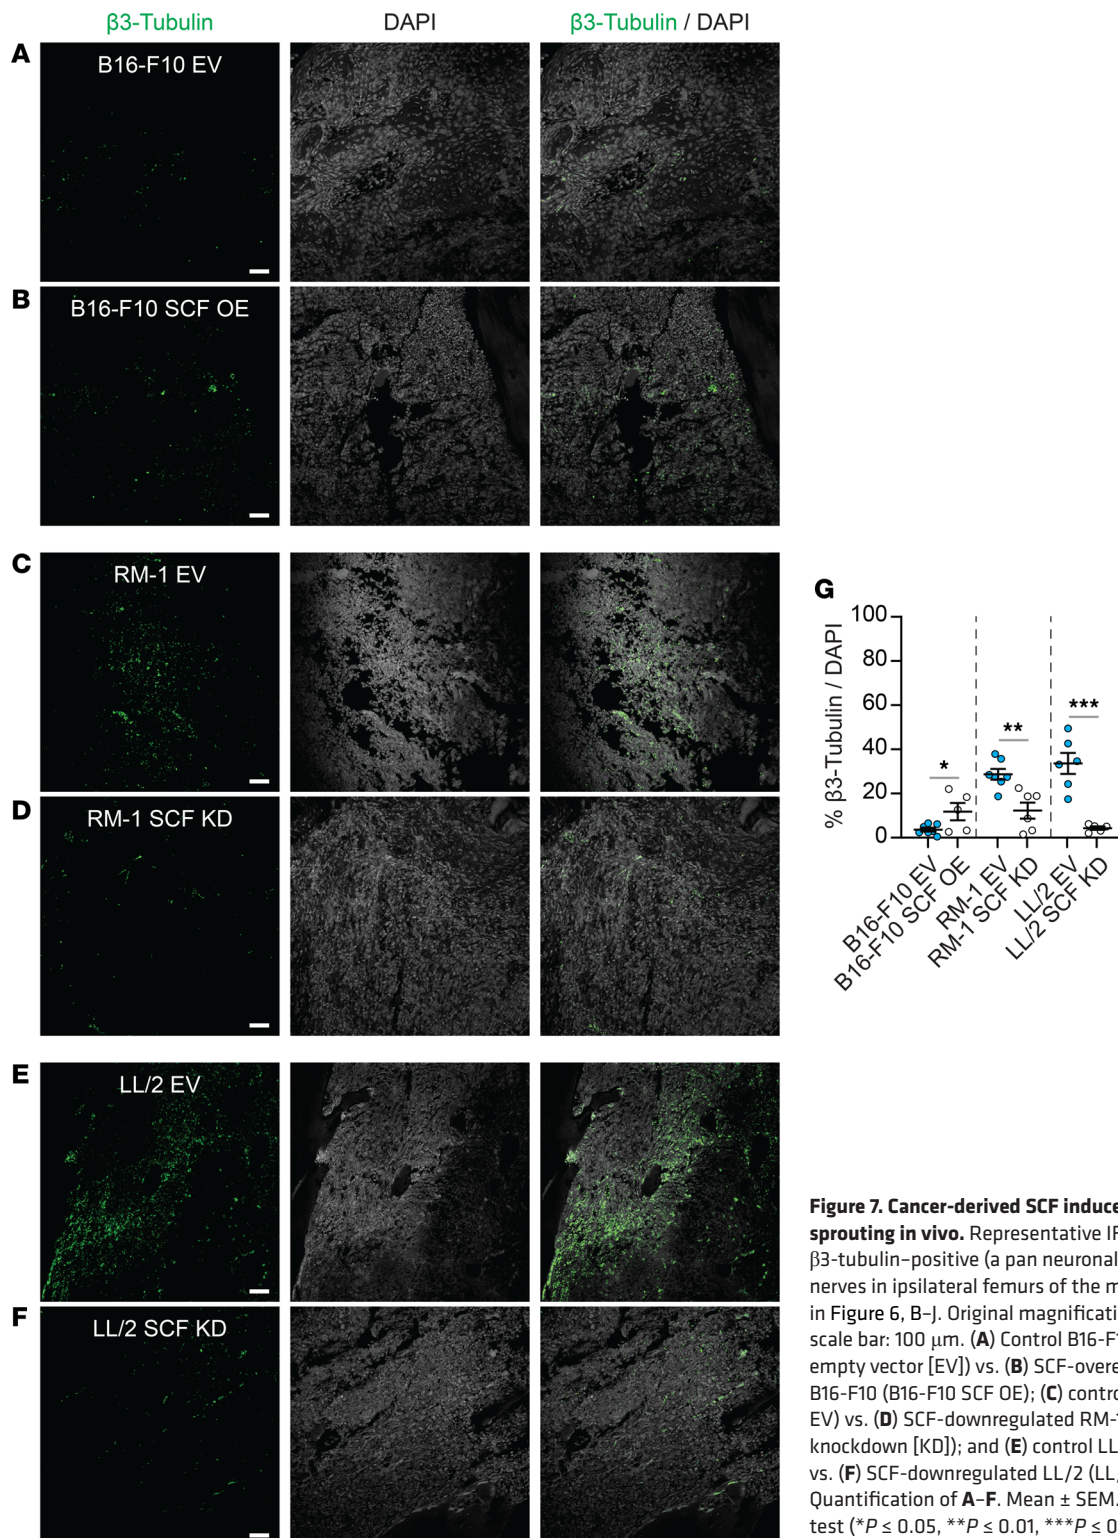 β3-Tubulin
DAPI
β3-Tubulin / DAPI
A
B16-F10 EV
B
B16-F10 SCF OE
C
RM-1 EV
D
RM-1 SCF KD
E
LL/2 EV
F
LL/2 SCF KD
G
% β3-Tubulin / DAPI
100
80
60
40
20
0
*
**
***
B16-F10 EV
B16-F10 SCF OE
RM-1 EV
RM-1 SCF KD
LL/2 EV
LL/2 SCF KD
Figure 7. Cancer-derived SCF induce
sprouting in vivo. Representative IF
β3-tubulin–positive (a pan neuronal
nerves in ipsilateral femurs of the m
in Figure 6, B–J. Original magnificati
scale bar: 100 μm. (A) Control B16-F1
empty vector [EV]) vs. (B) SCF-overe
B16-F10 (B16-F10 SCF OE); (C) contro
EV) vs. (D) SCF-downregulated RM-1
knockdown [KD]); and (E) control LL
vs. (F) SCF-downregulated LL/2 (LL/
Quantification of A–F. Mean ± SEM.
test (*P ≤ 0.05, **P ≤ 0.01, ***P ≤ 0